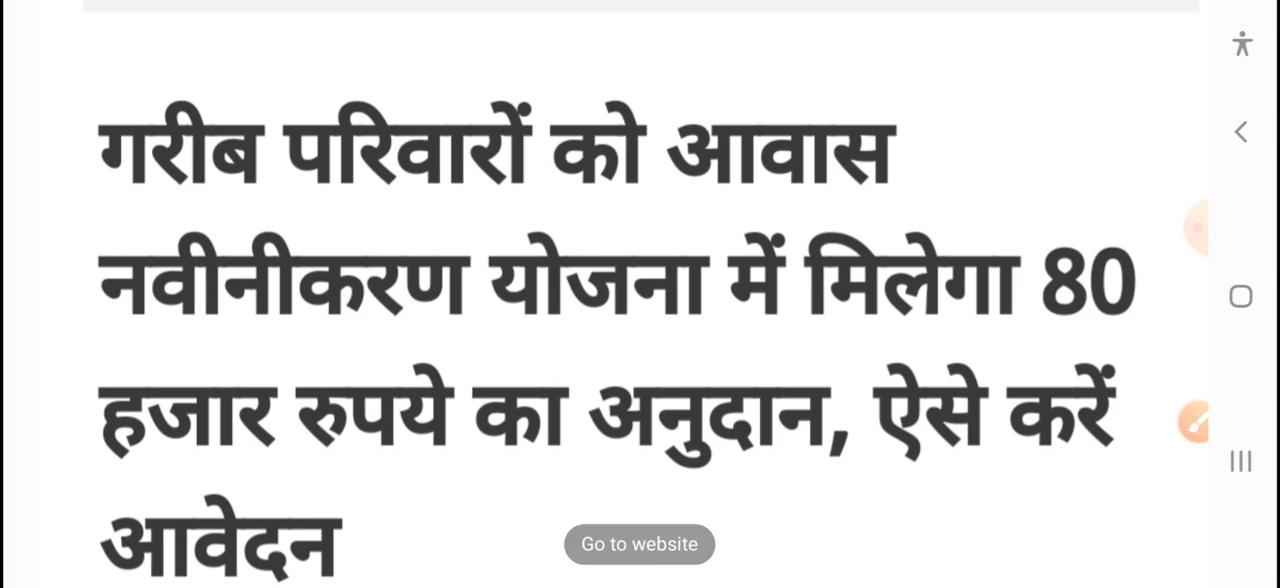 गरीब परिवारों को आवास
नवीनीकरण योजना में मिलेगा 80
हजार रुपये का अनुदान, ऐसे करें
आवेदन
Go to website